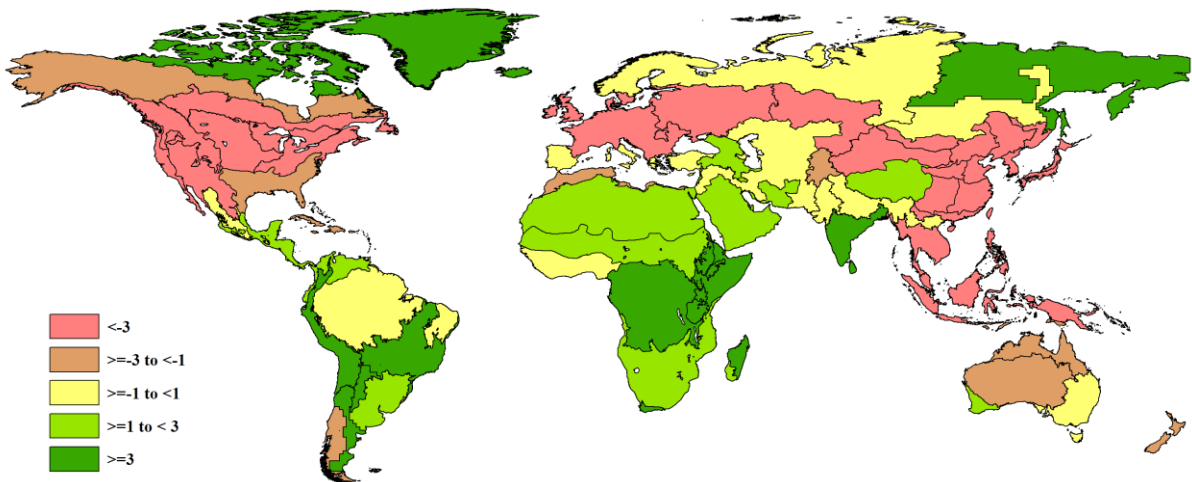 <-3
>=-3 to <-1
>=-1 to <1
>=1 to < 3
>=3